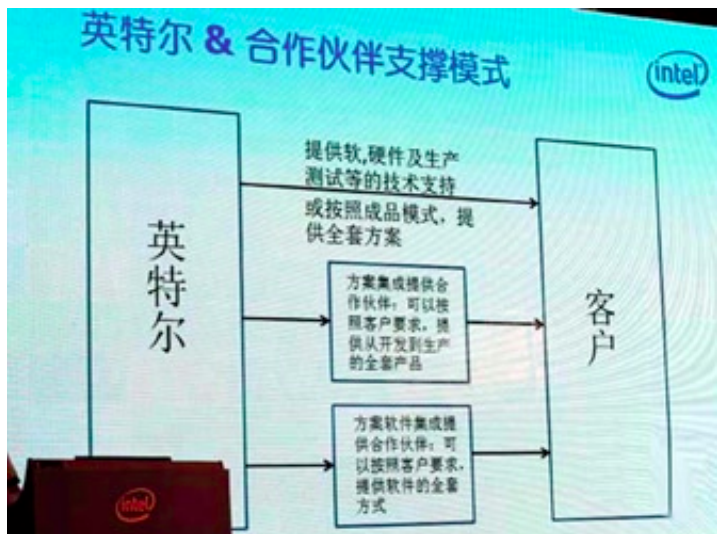 英特尔 & 合作伙伴支撑模式
intel
提供软,硬件及生产
测试等的技术支持
或按照成品模式，提
供全套方案
英特尔
方案集成提供合
作伙伴：可以按
照客户要求，提
供从开发到生产
的全套产品
客户
方案软件集成提
供合作伙伴：可
以按照客户要求，
提供软件的全套
方式
intel